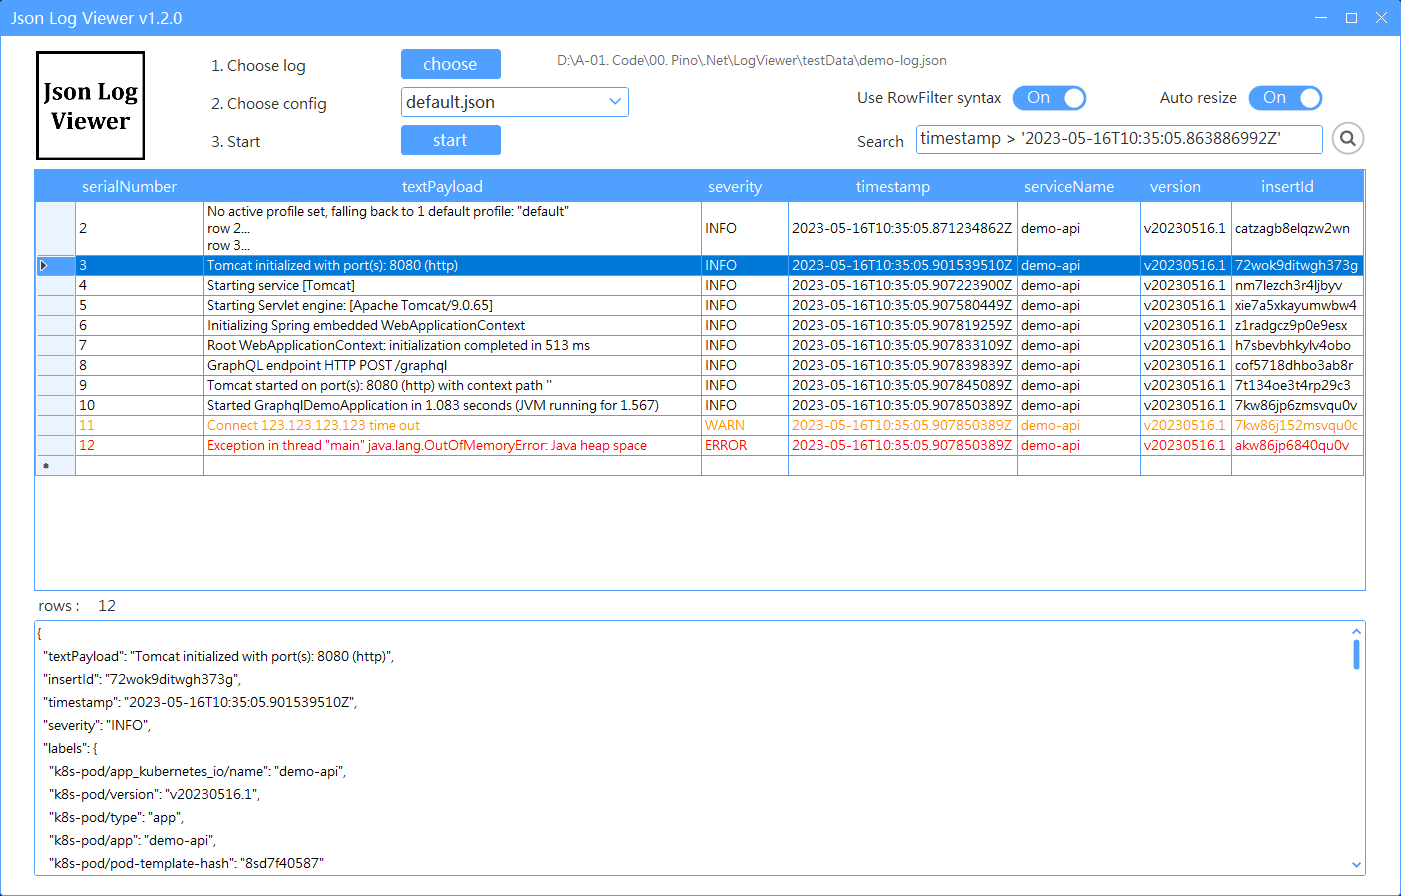 Json Log Viewer v1.2.0
Json Log
Viewer
1. Choose log
choose
D:\A-01. Code\00. Pino\.Net\LogViewer\testData\demo-log.json
2. Choose config
default.json
Use RowFilter syntax
On
Auto resize
On
3. Start
start
Search
timestamp > '2023-05-16T10:35:05.863886992Z'
serialNumber textPayload severity timestamp serviceName version insertId
No active profile set, falling back to 1 default profile: "default"
row 2...
row 3...
2 INFO 2023-05-16T10:35:05.871234862Z demo-api v20230516.1 catzagb8elqzw2wn
3 Tomcat initialized with port(s): 8080 (http) INFO 2023-05-16T10:35:05.901539510Z demo-api v20230516.1 72wok9ditwgh373g
4 Starting service [Tomcat] INFO 2023-05-16T10:35:05.907223900Z demo-api v20230516.1 nm7lezch3r4ljbyv
5 Starting Servlet engine: [Apache Tomcat/9.0.65] INFO 2023-05-16T10:35:05.907580449Z demo-api v20230516.1 xie7a5xkayumwbw4
6 Initializing Spring embedded WebApplicationContext INFO 2023-05-16T10:35:05.907819259Z demo-api v20230516.1 z1radgcz9p0e9esx
7 Root WebApplicationContext: initialization completed in 513 ms INFO 2023-05-16T10:35:05.907833109Z demo-api v20230516.1 h7sbevbhkylv4obo
8 GraphQL endpoint HTTP POST /graphql INFO 2023-05-16T10:35:05.907839839Z demo-api v20230516.1 cof5718dhbo3ab8r
9 Tomcat started on port(s): 8080 (http) with context path '' INFO 2023-05-16T10:35:05.907845089Z demo-api v20230516.1 7t134oe3t4rp29c3
10 Started GraphqlDemoApplication in 1.083 seconds (JVM running for 1.567) INFO 2023-05-16T10:35:05.907850389Z demo-api v20230516.1 7kw86jp6zmsvqu0v
11 Connect 123.123.123.123 time out WARN 2023-05-16T10:35:05.907850389Z demo-api v20230516.1 7kw86j152msvqu0c
12 Exception in thread "main" java.lang.OutOfMemoryError: Java heap space ERROR 2023-05-16T10:35:05.907850389Z demo-api v20230516.1 akw86jp6840qu0v
rows : 12
{
"textPayload": "Tomcat initialized with port(s): 8080 (http)",
"insertId": "72wok9ditwgh373g",
"timestamp": "2023-05-16T10:35:05.901539510Z",
"severity": "INFO",
"labels": {
"k8s-pod/app_kubernetes_io/name": "demo-api",
"k8s-pod/version": "v20230516.1",
"k8s-pod/type": "app",
"k8s-pod/app": "demo-api",
"k8s-pod/pod-template-hash": "8sd7f40587"